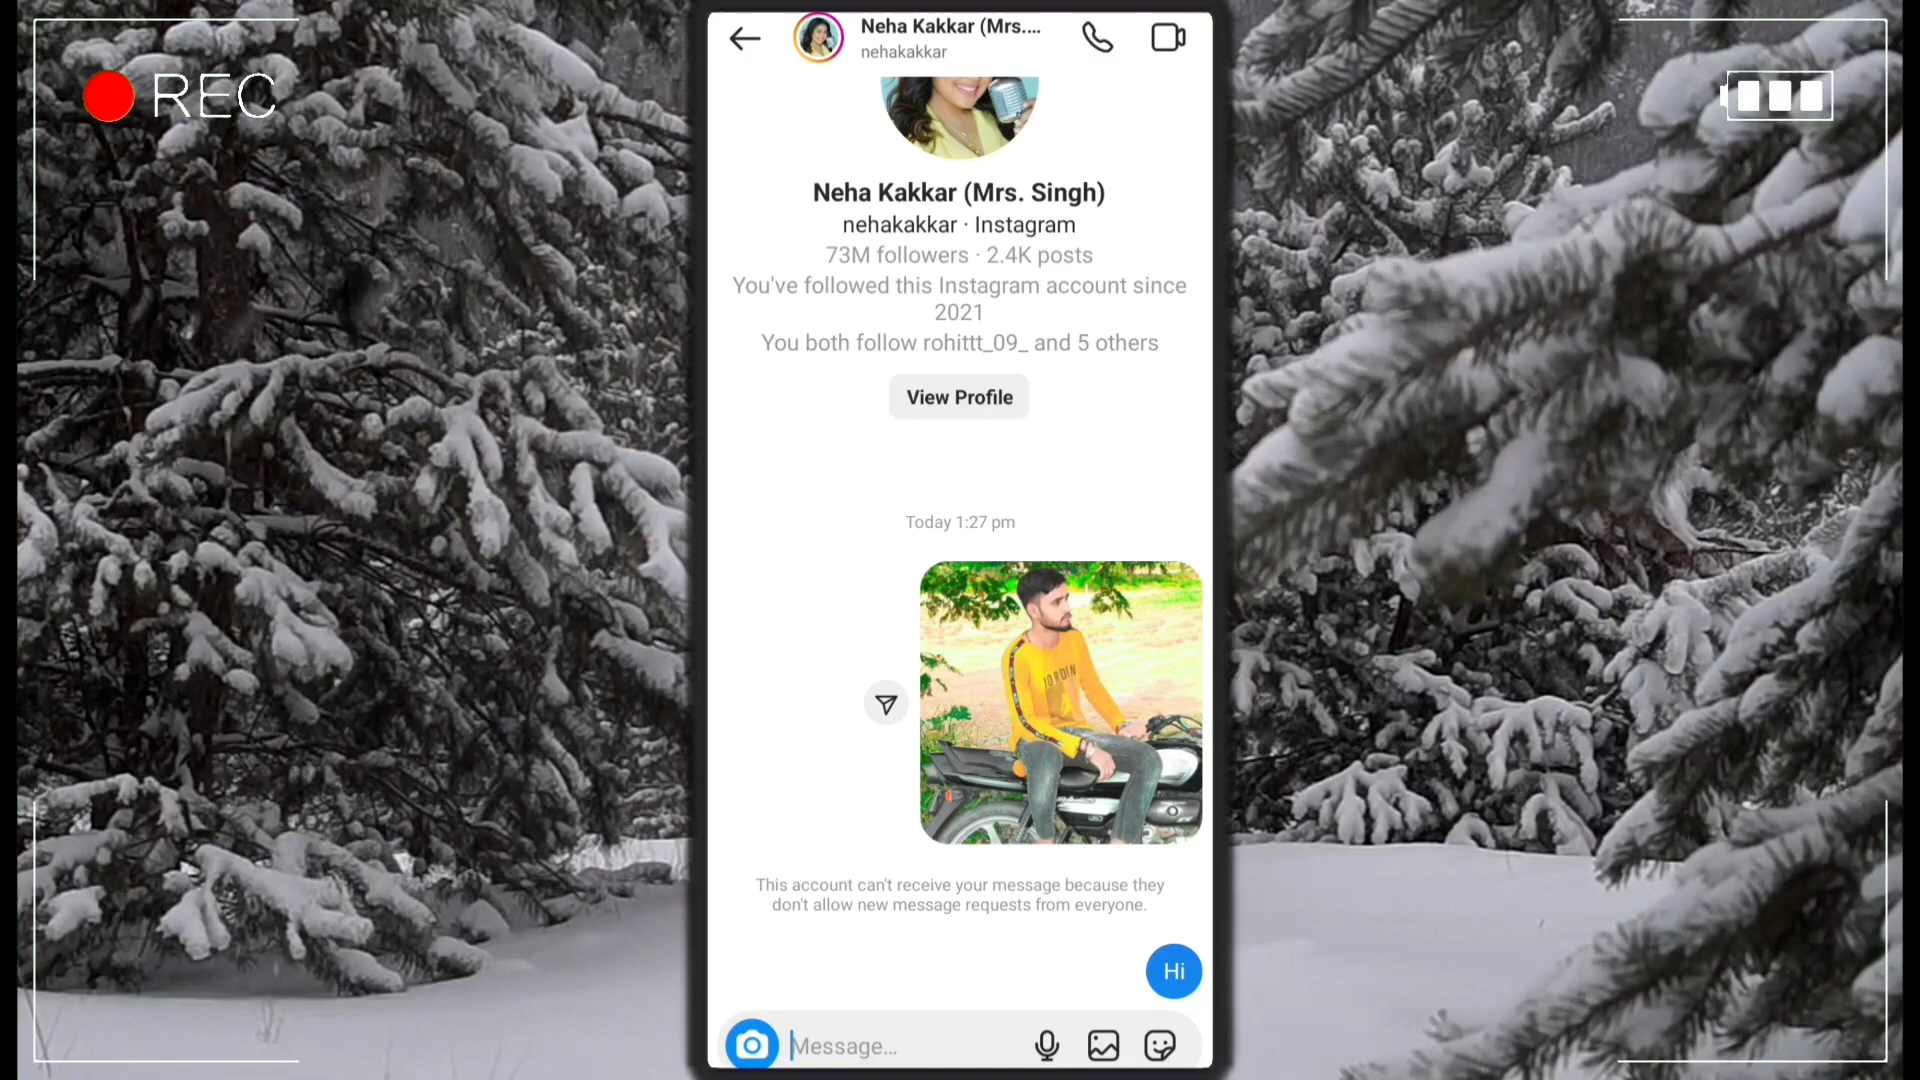 REC
Neha Kakkar (Mrs....
nehakakkar
Neha Kakkar (Mrs. Singh)
nehakakkar · Instagram
73M followers · 2.4K posts
You've followed this Instagram account since
2021
You both follow rohittt_09_ and 5 others
View Profile
Today 1:27 pm
JORDIN
This account can't receive your message because they
don't allow new message requests from everyone.
Hi
Message...